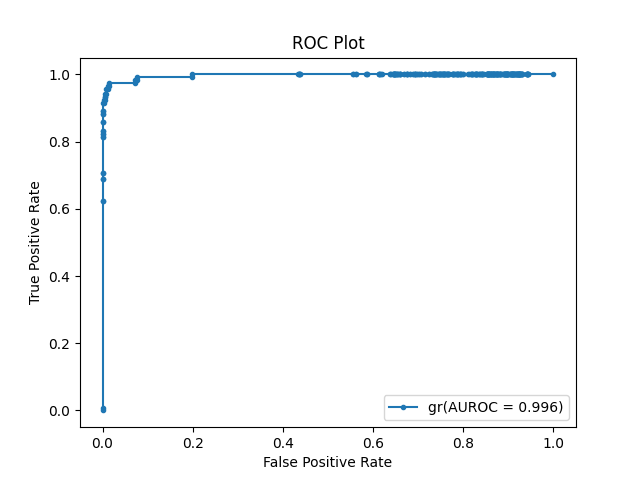 ROC Plot
True Positive Rate
1.0
0.8
0.6
0.4
0.2
0.0
gr(AUROC = 0.996)
0.0 0.2 0.4 0.6 0.8 1.0
False Positive Rate